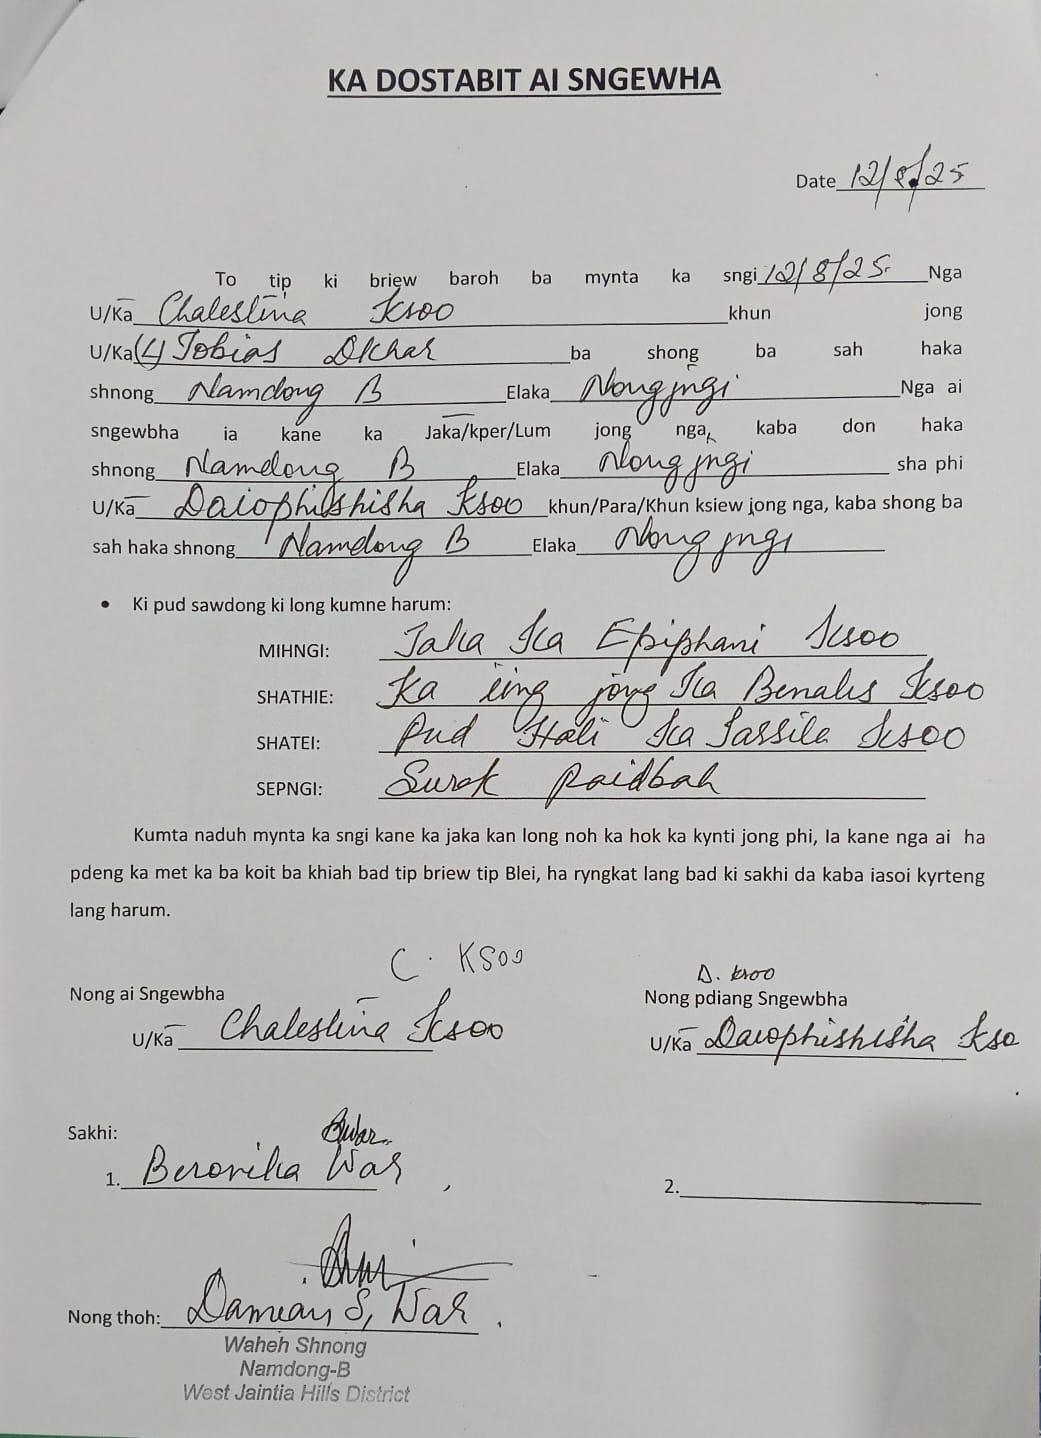 KA DOSTABIT AI SNGEWHA
Date 12/8/25
To tip ki briew baroh ba mynta ka sngi 12/8/25. Nga
U/Ka Chalestina Ksoo khun jong
U/Ka (L) Tobias Dkhar ba shong ba sah haka
shnong Namdong B Elaka Nongjngi Nga ai
sngewbha ia kane ka Jaka/kper/Lum jong nga, kaba don haka
shnong Namdong B Elaka Nongjngi sha phi
U/Ka Daiophishisha Ksoo khun/Para/Khun ksiew jong nga, kaba shong ba
sah haka shnong Namdong B Elaka Nongjngi
• Ki pud sawdong ki long kumne harum:
MIHNGI: Jaka Ka Epiphani Ksoo
SHATHIE: Ka iing jong Ka Benalis Ksoo
SHATEI: Pud Hali Ka Sassila Ksoo
SEPNGI: Surok paidbah
Kumta naduh mynta ka sngi kane ka jaka kan long noh ka hok ka kynti jong phi, Ia kane nga ai ha
pdeng ka met ka ba koit ba khiah bad tip briew tip Blei, ha ryngkat lang bad ki sakhi da kaba iasoi kyrteng
lang harum.
C. KSoo
D. ksoo
Nong ai Sngewbha
Nong pdiang Sngewbha
U/Ka Chalestina Ksoo
U/Ka Daiophishisha Kso
Sakhi:
1. Beronika War
2.
Nong thoh: Damian S, War
Waheh Shnong
Namdong-B
West Jaintia Hills District